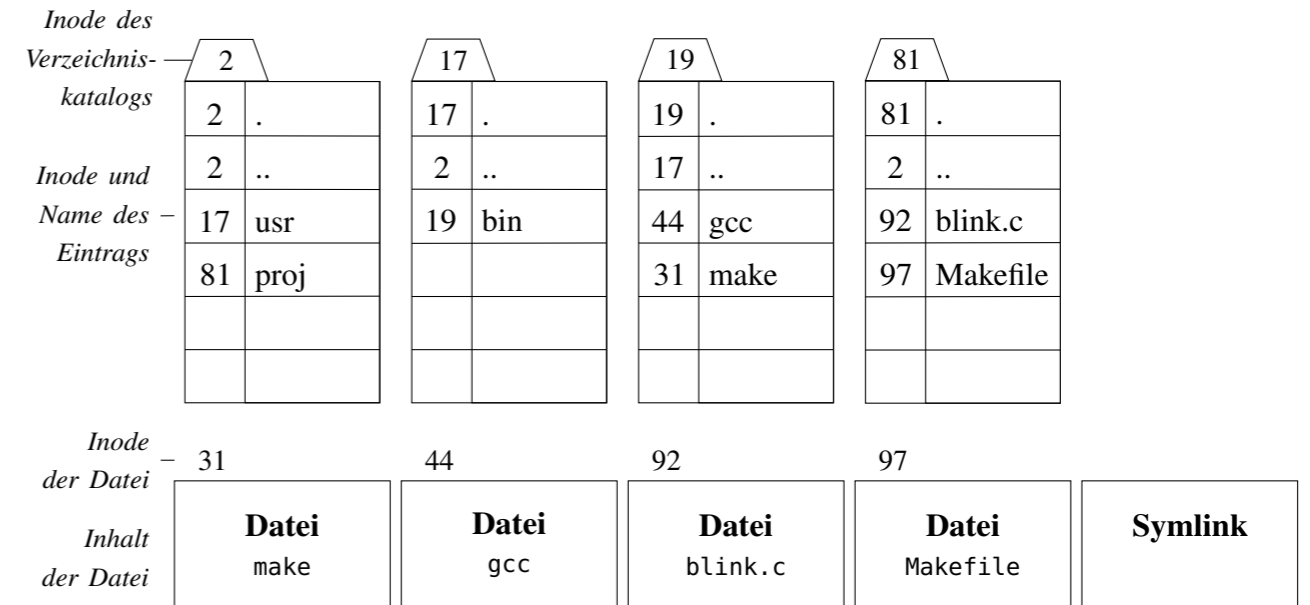 Inode des
Verzeichnis-
katalogs
2 17 19 81
2 . 17 . 19 . 81 .
2 .. 2 .. 17 .. 2 ..
Inode und
Name des
Eintrags
17 usr 19 bin 44 gcc 92 blink.c
81 proj 31 make 97 Makefile
Inode
der Datei
31 44 92 97
Inhalt
der Datei
Datei Datei Datei Datei Symlink
make gcc blink.c Makefile